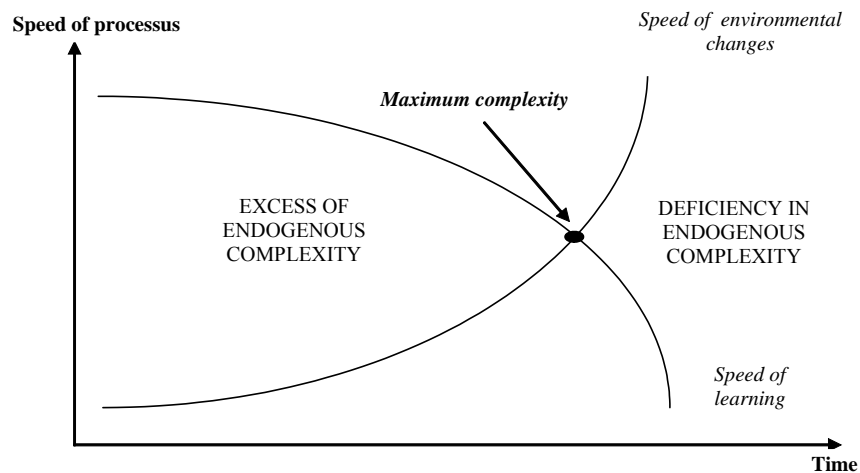 Speed of processus
Speed of environmental
changes
Maximum complexity
EXCESS OF
ENDOGENOUS
COMPLEXITY
DEFICIENCY IN
ENDOGENOUS
COMPLEXITY
Speed of
learning
Time